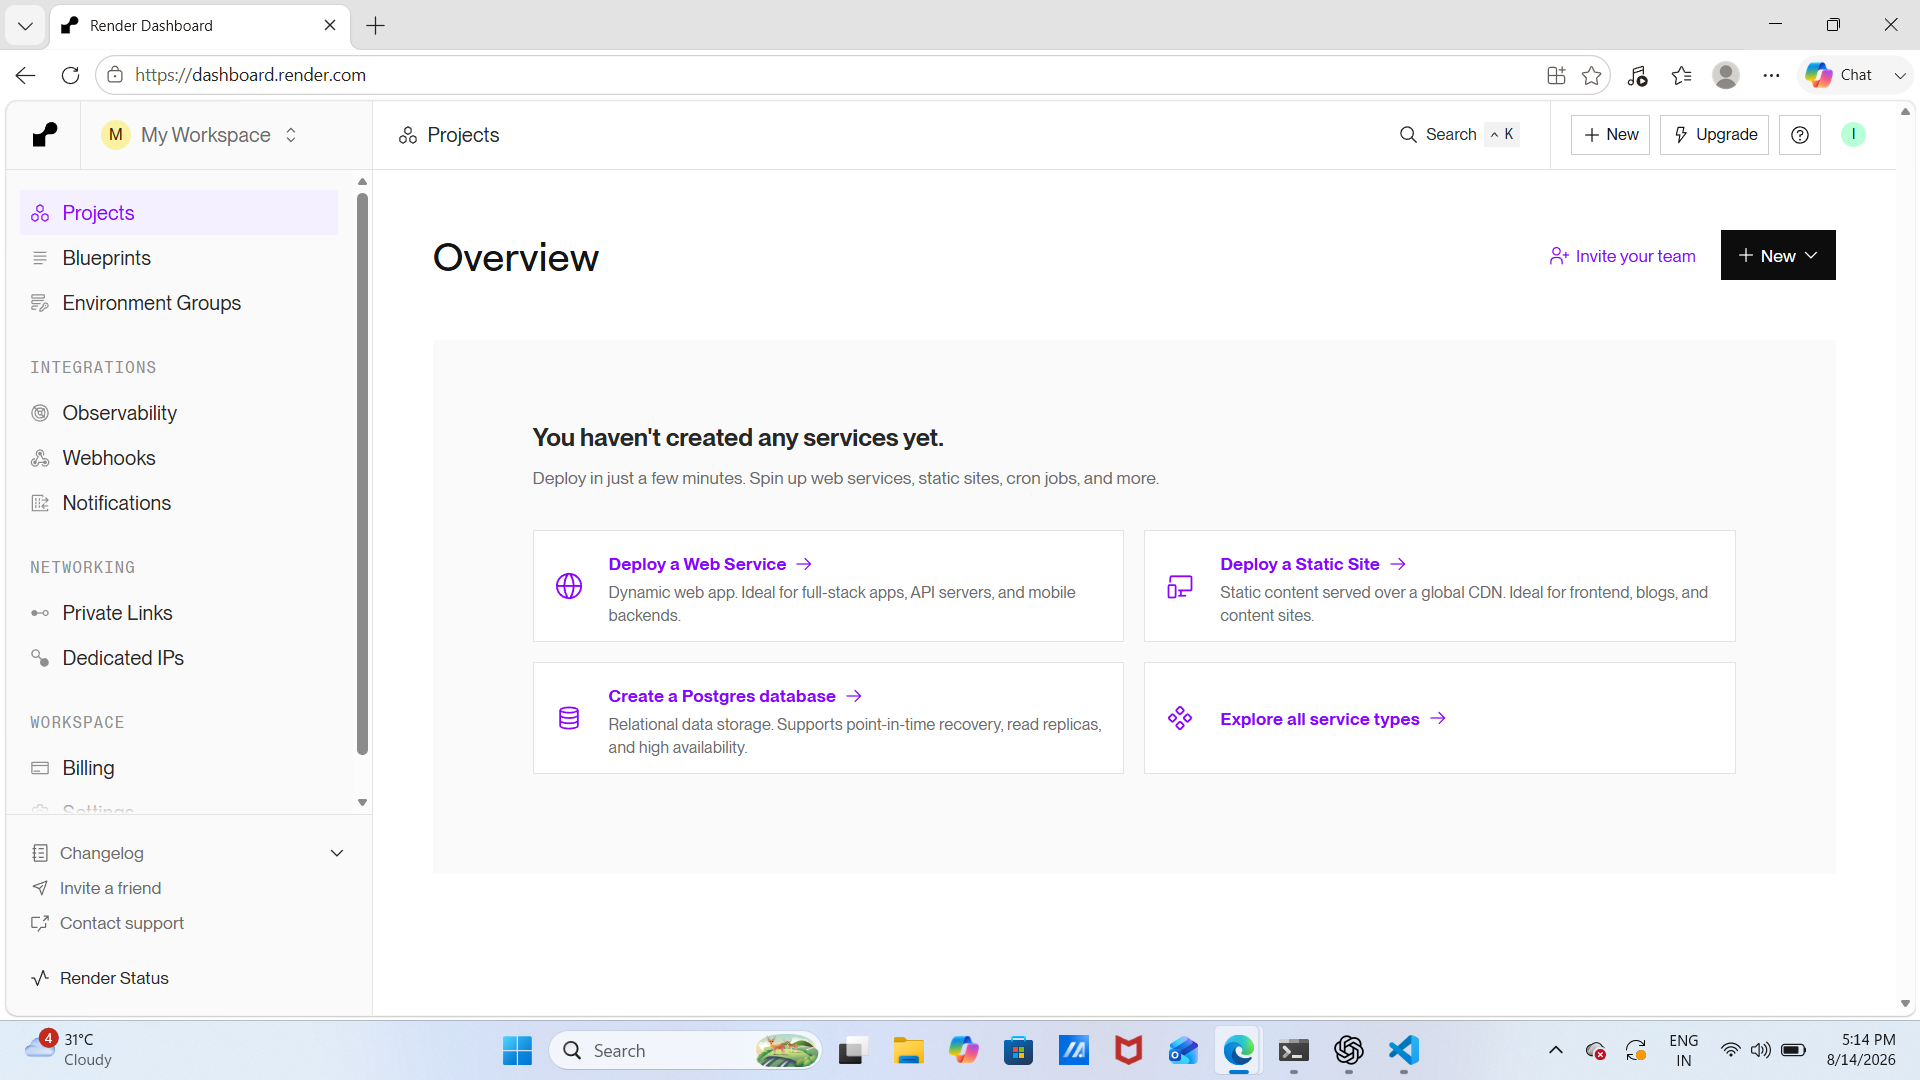 Render Dashboard
https://dashboard.render.com
Chat
M My Workspace
Projects
Search ^ K
+ New
Upgrade
I
Projects
Blueprints
Environment Groups
INTEGRATIONS
Observability
Webhooks
Notifications
NETWORKING
Private Links
Dedicated IPs
WORKSPACE
Billing
Settings
Changelog
Invite a friend
Contact support
Render Status
Overview
Invite your team
+ New
You haven't created any services yet.
Deploy in just a few minutes. Spin up web services, static sites, cron jobs, and more.
Deploy a Web Service →
Dynamic web app. Ideal for full-stack apps, API servers, and mobile
backends.
Deploy a Static Site →
Static content served over a global CDN. Ideal for frontend, blogs, and
content sites.
Create a Postgres database →
Relational data storage. Supports point-in-time recovery, read replicas,
and high availability.
Explore all service types →
4
31°C
Cloudy
Search
ENG
IN
5:14 PM
8/14/2026